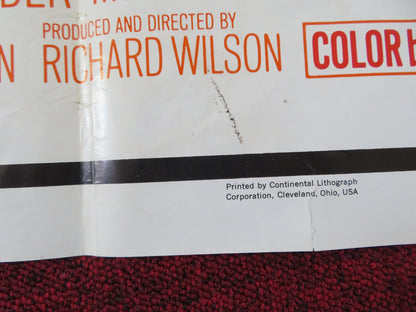 PRODUCED AND DIRECTED BY
RICHARD WILSON
COLOR
Printed by Continental Lithograph
Corporation, Cleveland, Ohio, USA